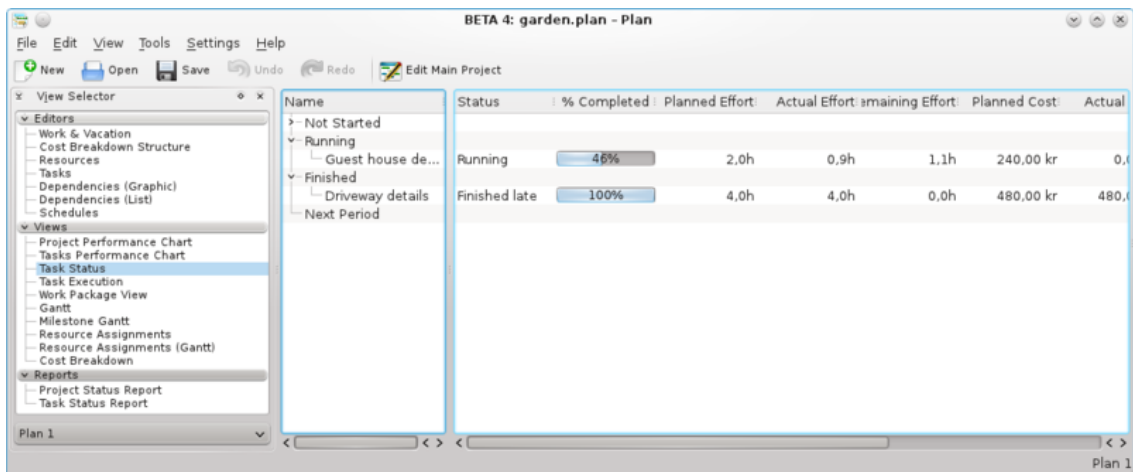 BETA 4: garden.plan – Plan
File Edit View Tools Settings Help
New Open Save Undo Redo Edit Main Project
View Selector
Editors
Work & Vacation
Cost Breakdown Structure
Resources
Tasks
Dependencies (Graphic)
Dependencies (List)
Schedules
Views
Project Performance Chart
Tasks Performance Chart
Task Status
Task Execution
Work Package View
Gantt
Milestone Gantt
Resource Assignments
Resource Assignments (Gantt)
Cost Breakdown
Reports
Project Status Report
Task Status Report
Plan 1
Name Status % Completed Planned Effort Actual Effort emaining Effort Planned Cost Actual
Not Started
Running
Guest house de... Running 46% 2,0h 0,9h 1,1h 240,00 kr 0,
Finished
Driveway details Finished late 100% 4,0h 4,0h 0,0h 480,00 kr 480,
Next Period
Plan 1